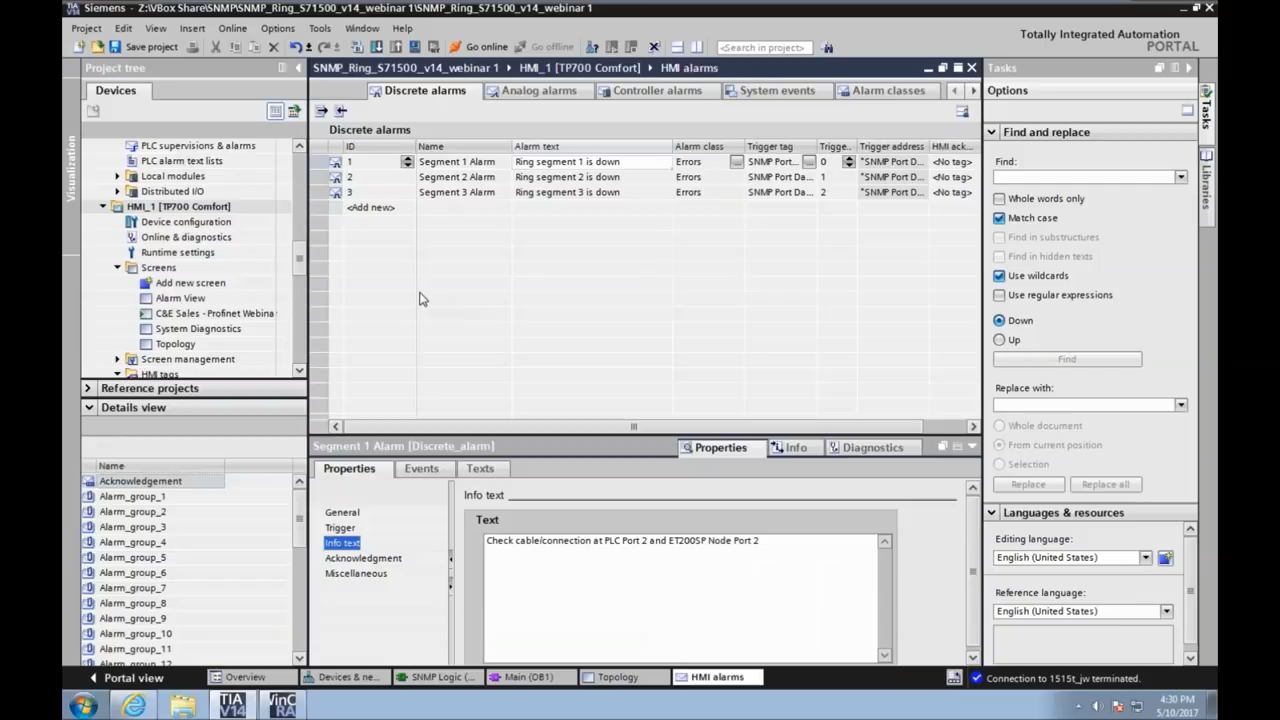 TIA V14 Siemens - Z:\VBox Share\SNMP\SNMP_Ring_S71500_v14_webinar 1\SNMP_Ring_S71500_v14_webinar 1
Project Edit View Insert Online Options Tools Window Help
Totally Integrated Automation
PORTAL
Save project Go online Go offline <Search in project>
Project tree
SNMP_Ring_S71500_v14_webinar 1 HMI_1 [TP700 Comfort] HMI alarms
Tasks
Devices
Discrete alarms Analog alarms Controller alarms System events Alarm classes
Options
Visualization
PLC supervisions & alarms
PLC alarm text lists
Local modules
Distributed I/O
HMI_1 [TP700 Comfort]
Device configuration
Online & diagnostics
Runtime settings
Screens
Add new screen
Alarm View
C&E Sales - Profinet Webina
System Diagnostics
Topology
Screen management
HMI tags
Reference projects
Details view
Name
Acknowledgement
Alarm_group_1
Alarm_group_2
Alarm_group_3
Alarm_group_4
Alarm_group_5
Alarm_group_6
Alarm_group_7
Alarm_group_8
Alarm_group_9
Alarm_group_10
Alarm_group_11
Alarm_group_12
Discrete alarms
ID Name Alarm text Alarm class Trigger tag Trigge.. Trigger address HMI ack..
1 Segment 1 Alarm Ring segment 1 is down Errors SNMP Port... 0 "SNMP Port D... <No tag>
2 Segment 2 Alarm Ring segment 2 is down Errors SNMP Port Da... 1 "SNMP Port D... <No tag>
3 Segment 3 Alarm Ring segment 3 is down Errors SNMP Port Da... 2 "SNMP Port D... <No tag>
<Add new>
Segment 1 Alarm [Discrete_alarm]
Properties Info Diagnostics
Properties Events Texts
General
Trigger
Info text
Acknowledgment
Miscellaneous
Info text
Text
Check cable/connection at PLC Port 2 and ET200SP Node Port 2
Find and replace
Find:
Whole words only
Match case
Find in substructures
Find in hidden texts
Use wildcards
Use regular expressions
Down
Up
Find
Replace with:
Whole document
From current position
Selection
Replace Replace all
Languages & resources
Editing language:
English (United States)
Reference language:
English (United States)
Tasks
Libraries
Portal view Overview Devices & ne... SNMP Logic (... Main (OB1) Topology HMI alarms
Connection to 1515t_jw terminated.
TIA V14
WinCC RA
4:30 PM
5/10/2017